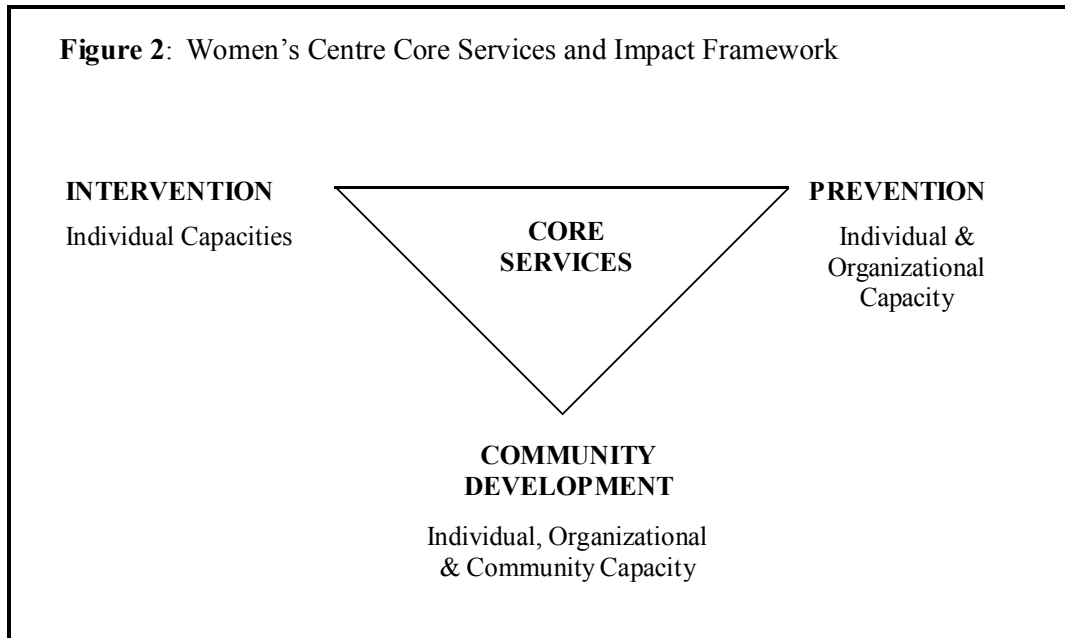 Figure 2: Women’s Centre Core Services and Impact Framework
INTERVENTION
Individual Capacities
CORE
SERVICES
PREVENTION
Individual &
Organizational
Capacity
COMMUNITY
DEVELOPMENT
Individual, Organizational
& Community Capacity